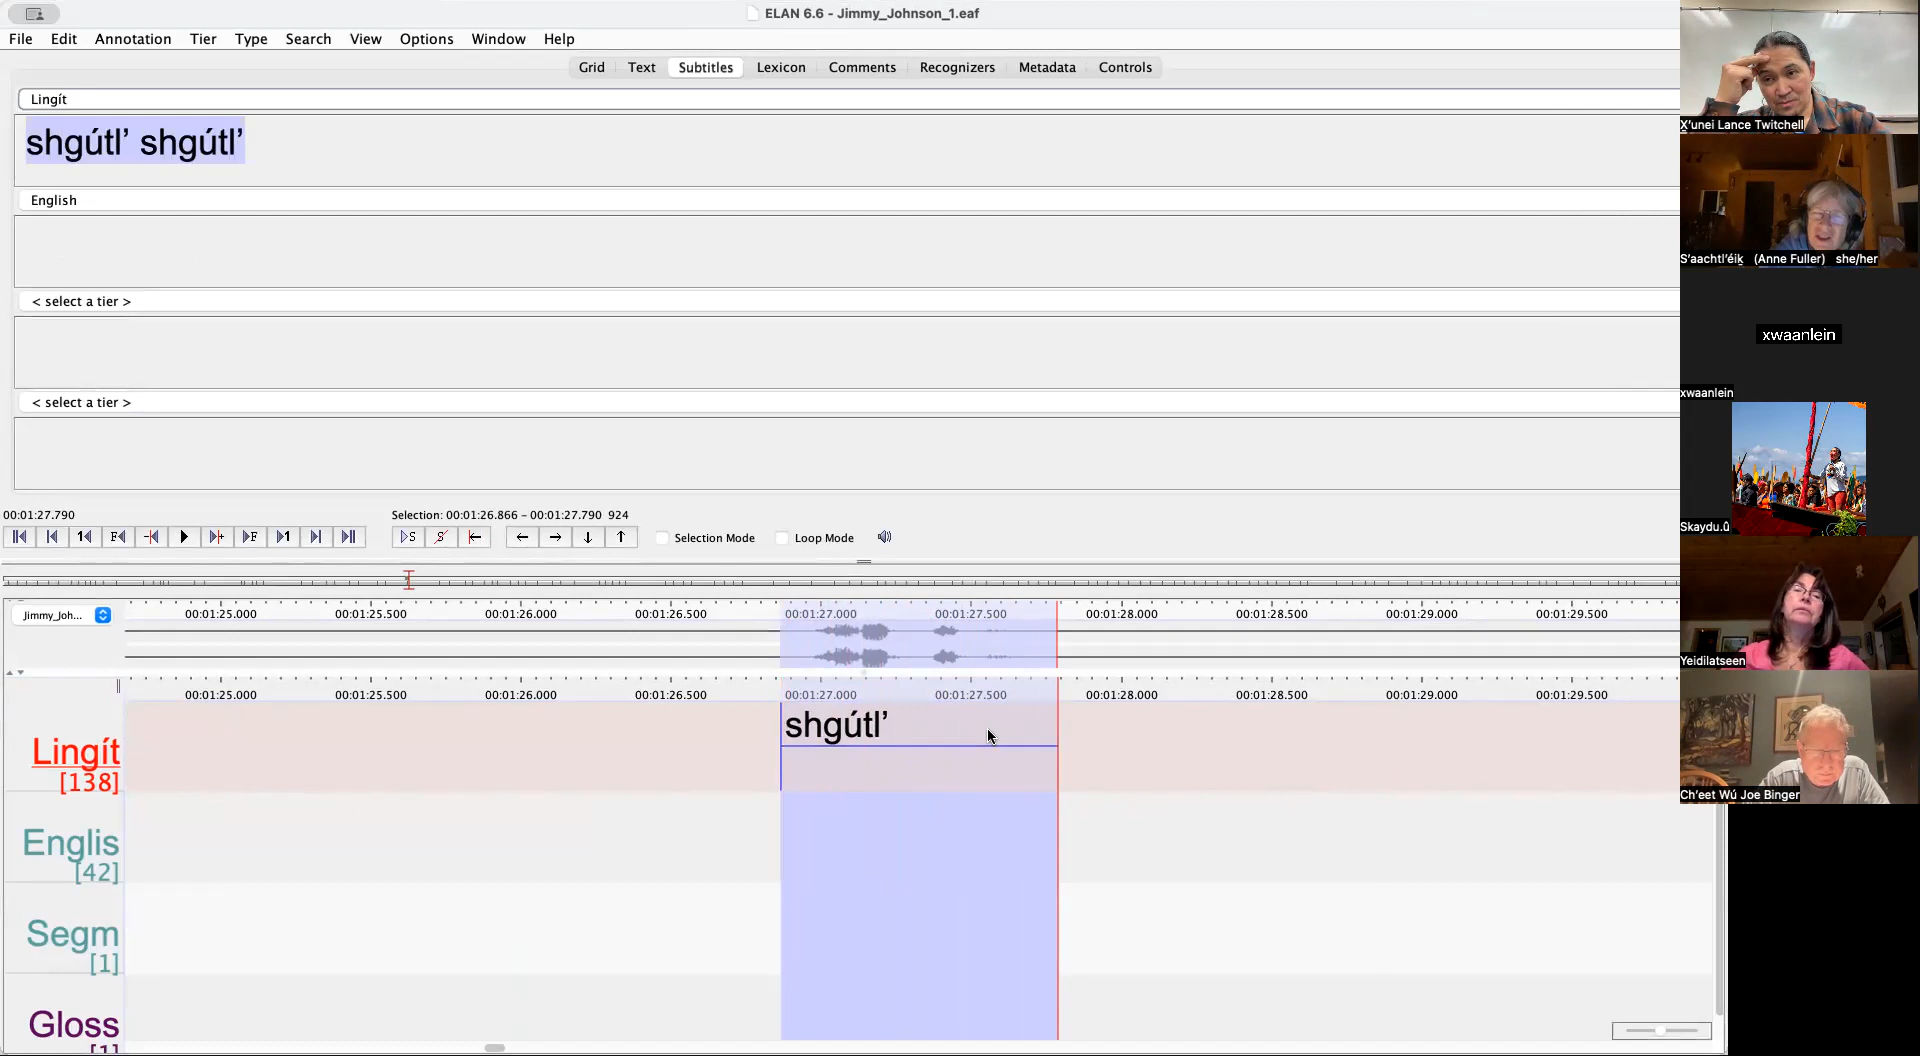 ELAN 6.6 - Jimmy_Johnson_1.eaf
File Edit Annotation Tier Type Search View Options Window Help
Grid Text Subtitles Lexicon Comments Recognizers Metadata Controls
Lingít
shgútl’ shgútl’
English
< select a tier >
< select a tier >
00:01:27.790
Selection: 00:01:26.866 - 00:01:27.790 924
1 F F 1 S S Selection Mode Loop Mode
Jimmy_Joh...
00:01:25.000 00:01:25.500 00:01:26.000 00:01:26.500 00:01:27.000 00:01:27.500 00:01:28.000 00:01:28.500 00:01:29.000 00:01:29.500
00:01:25.000 00:01:25.500 00:01:26.000 00:01:26.500 00:01:27.000 00:01:27.500 00:01:28.000 00:01:28.500 00:01:29.000 00:01:29.500
shgútl’
Lingít
[138]
Englis
[42]
Segm
[1]
Gloss
[1]
X̱’unei Lance Twitchell
S’aachtl’éiḵ (Anne Fuller) she/her
xwaanlein
xwaanlein
Skaydu.û
Yeidilatseen
Ch’eet Wú Joe Binger